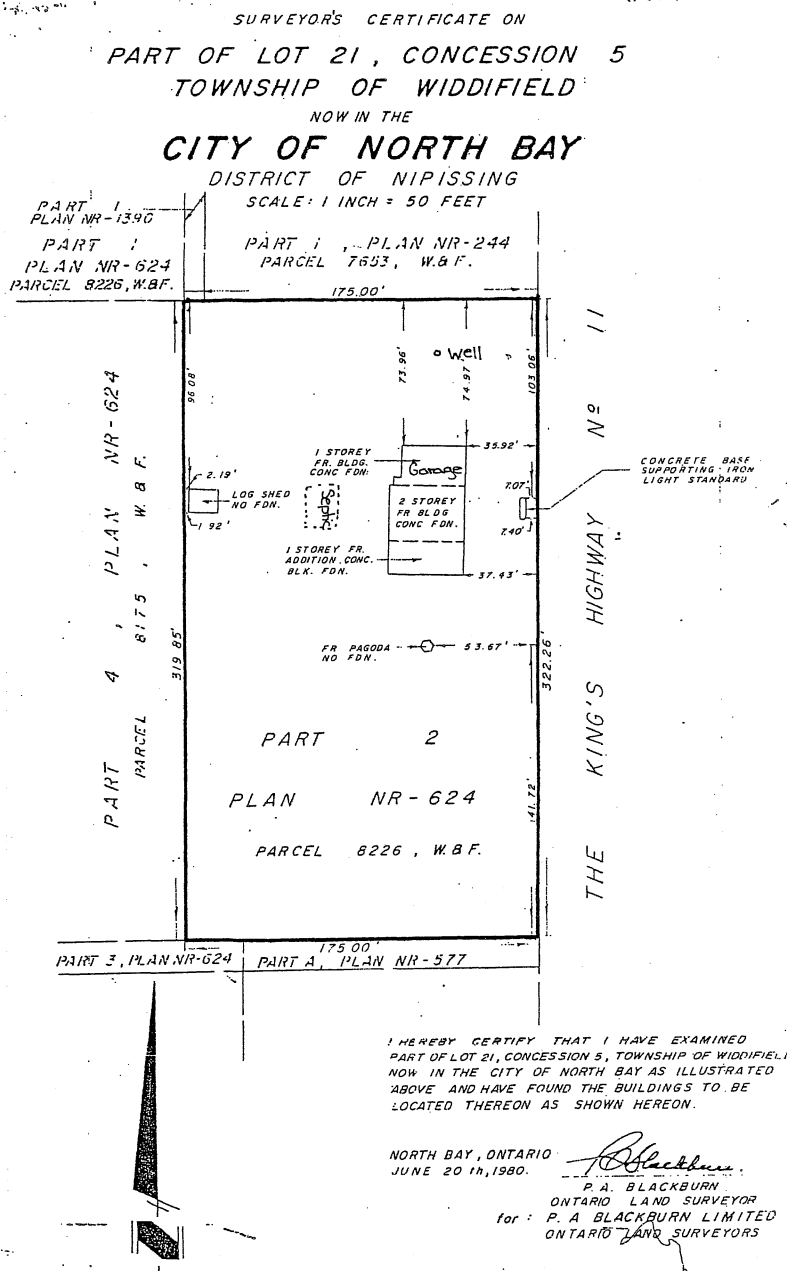 SURVEYOR'S CERTIFICATE ON
PART OF LOT 21, CONCESSION 5
TOWNSHIP OF WIDDIFIELD
NOW IN THE
CITY OF NORTH BAY
DISTRICT OF NIPISSING
SCALE: 1 INCH = 50 FEET
PART 1
PLAN NR-1390
PART 1
PLAN NR-624
PARCEL 8226, W.&F.
PART 1, PLAN NR-244
PARCEL 7653, W.& F.
175.00'
96.08'
73.96'
74.97
103.06'
Well
1 STOREY
FR. BLDG.
CONC FDN.
Garage
35.92'
2.19'
LOG SHED
NO FDN.
1.92'
Septic
2 STOREY
FR BLDG
CONC FDN.
7.07'
7.40'
CONCRETE BASE
SUPPORTING IRON
LIGHT STANDARD
1 STOREY FR.
ADDITION, CONC.
BLK. FDN.
37.43'
FR PAGODA
NO FDN.
53.67'
319.85'
322.26'
141.72'
PART 4, PLAN NR-624
PARCEL 8175, W. & F.
THE KING'S HIGHWAY Nº 11
PART 2
PLAN NR-624
PARCEL 8226, W.&F.
175.00'
PART 3, PLAN NR-624
PART A, PLAN NR-577
I HEREBY CERTIFY THAT I HAVE EXAMINED
PART OF LOT 21, CONCESSION 5, TOWNSHIP OF WIDDIFIEL
NOW IN THE CITY OF NORTH BAY AS ILLUSTRATED
ABOVE AND HAVE FOUND THE BUILDINGS TO BE
LOCATED THEREON AS SHOWN HEREON.
NORTH BAY, ONTARIO
JUNE 20 th, 1980.
P. A. BLACKBURN
ONTARIO LAND SURVEYOR
for: P. A BLACKBURN LIMITED
ONTARIO LAND SURVEYORS